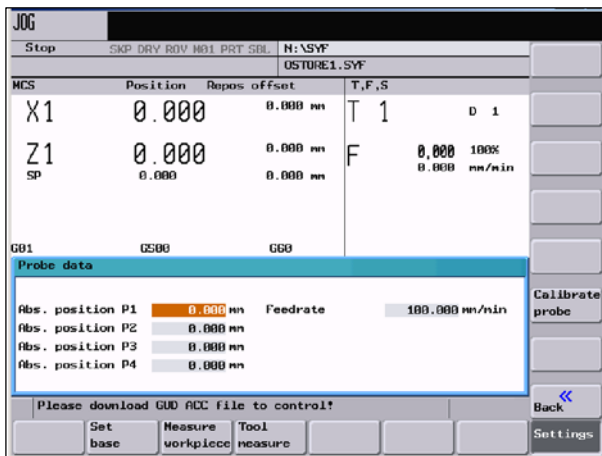 JOG
Stop SKP DRY ROV M01 PRT SBL N:\SYF
OSTORE1.SYF
MCS Position Repos offset T,F,S
X1 0.000 0.000 mm T 1 D 1
Z1 0.000 0.000 mm F 0,000 100%
0.000 mm/min
SP 0.000 0.000 mm
G01 G500 G60
Probe data
Calibrate probe
Abs. position P1 0.000 mm Feedrate 100.000 mm/min
Abs. position P2 0.000 mm
Abs. position P3 0.000 mm
Abs. position P4 0.000 mm
Please download GUD ACC file to control!
« Back
Set base
Measure workpiece
Tool measure
Settings